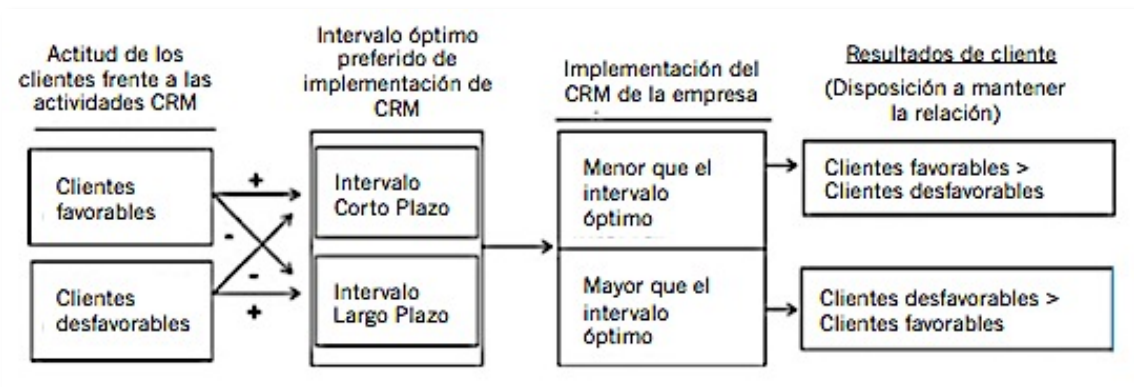 Actitud de los
clientes frente a las
actividades CRM
Intervalo óptimo
preferido de
implementación de
CRM
Implementación del
CRM de la empresa
Resultados de cliente
(Disposición a mantener
la relación)
Clientes
favorables
Clientes
desfavorables
+
-
-
+
Intervalo
Corto Plazo
Intervalo
Largo Plazo
Menor que el
intervalo
óptimo
Mayor que el
intervalo
óptimo
Clientes favorables >
Clientes desfavorables
Clientes desfavorables >
Clientes favorables